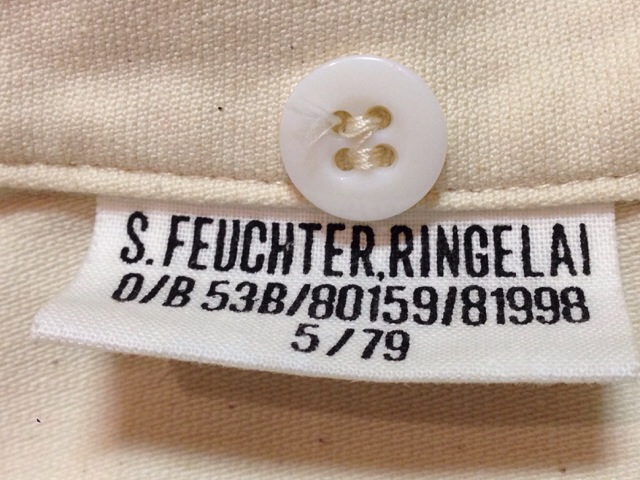 S. FEUCHTER, RINGELAI
O/B 53B/80159/81998
5/79